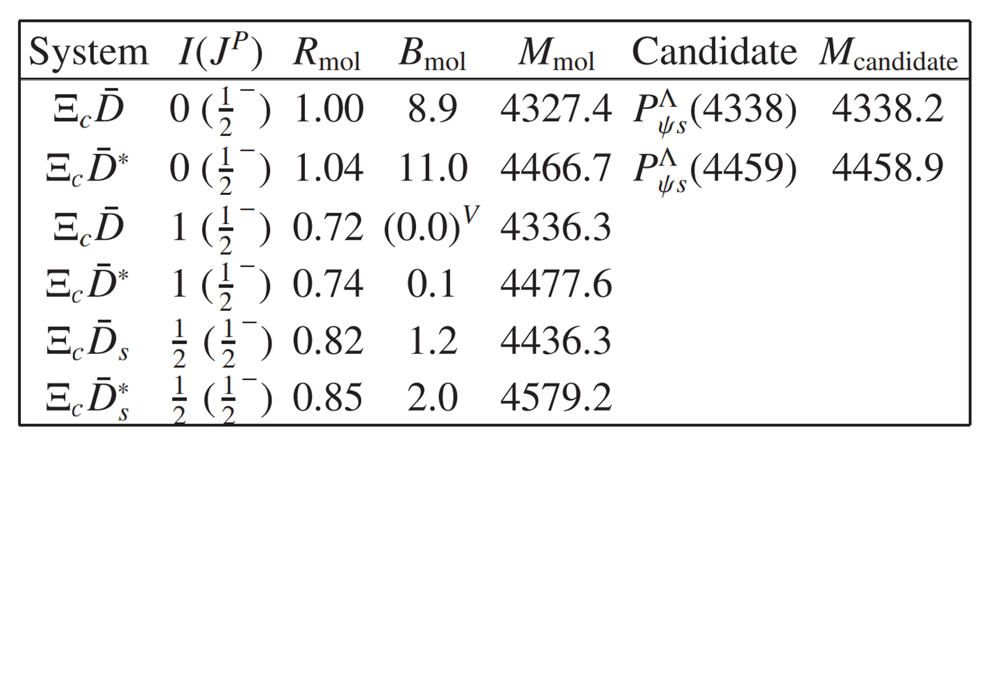 System I(J^P) R_mol B_mol M_mol Candidate M_candidate
Ξ_c D̄ 0 (1/2^−) 1.00 8.9 4327.4 P^Λ_ψs(4338) 4338.2
Ξ_c D̄* 0 (1/2^−) 1.04 11.0 4466.7 P^Λ_ψs(4459) 4458.9
Ξ_c D̄ 1 (1/2^−) 0.72 (0.0)^V 4336.3
Ξ_c D̄* 1 (1/2^−) 0.74 0.1 4477.6
Ξ_c D̄_s 1/2 (1/2^−) 0.82 1.2 4436.3
Ξ_c D̄*_s 1/2 (1/2^−) 0.85 2.0 4579.2